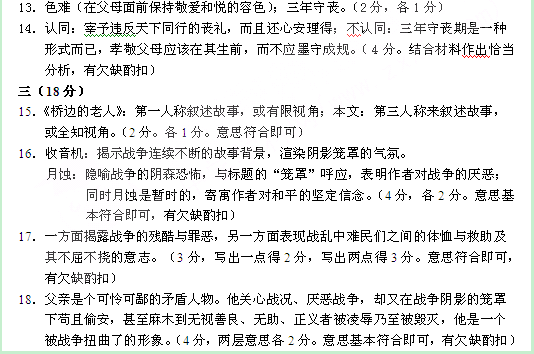 13．色难（在父母面前保持敬爱和悦的容色）；三年守丧。（2分，各1分）
14．认同：宰予违反天下同行的丧礼，而且还心安理得；不认同：三年守丧期是一种
形式而已，孝敬父母应该在其生前，而不应墨守成规。（4分。结合材料作出恰当
分析，有欠缺酌扣）
三（18分）
15．《桥边的老人》：第一人称叙述故事，或有限视角；本文：第三人称来叙述故事，
或全知视角。（2分。各1分。意思符合即可）
16．收音机：揭示战争连续不断的故事背景，渲染阴影笼罩的气氛。
月蚀：隐喻战争的阴森恐怖，与标题的“笼罩”呼应，表明作者对战争的厌恶；
同时月蚀是暂时的，寄寓作者对和平的坚定信念。（4分，各2分。意思基
本符合即可，有欠缺酌扣）
17．一方面揭露战争的残酷与罪恶，另一方面表现战乱中难民们之间的体恤与救助及
其不屈不挠的意志。（3分，写出一点得2分，写出两点得3分。意思符合即可，
有欠缺酌扣）
18．父亲是个可怜可鄙的矛盾人物。他关心战况、厌恶战争，却又在战争阴影的笼罩
下苟且偷安，甚至麻木到无视善良、无助、正义者被凌辱乃至被毁灭，他是一个
被战争扭曲了的形象。（4分，两层意思各2分。意思基本符合即可，有欠缺酌扣）